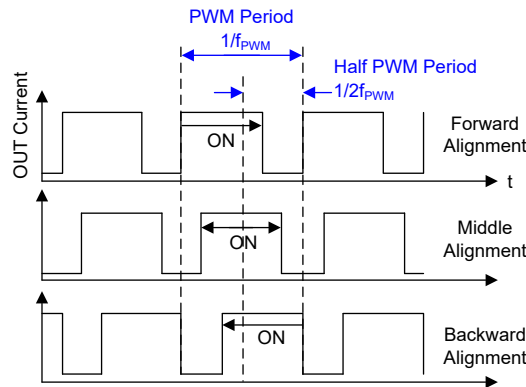 PWM Period
1/fPWM
Half PWM Period
1/2fPWM
OUT Current
ON
Forward
Alignment
t
ON
Middle
Alignment
ON
Backward
Alignment